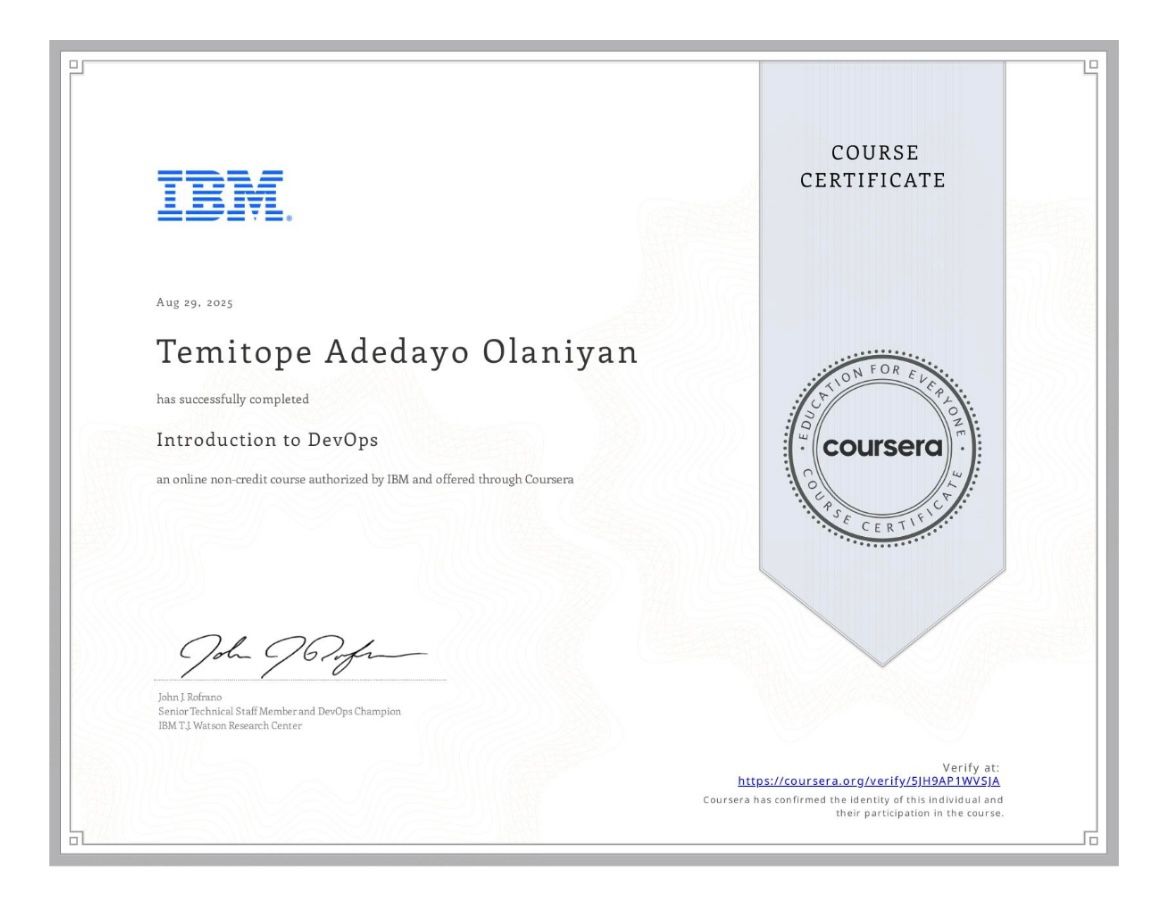 COURSE
CERTIFICATE
IBM®
Aug 29, 2025
Temitope Adedayo Olaniyan
has successfully completed
Introduction to DevOps
an online non-credit course authorized by IBM and offered through Coursera
EDUCATION FOR EVERYONE
coursera
COURSE CERTIFICATE
John J Rofrano
John J. Rofrano
Senior Technical Staff Member and DevOps Champion
IBM T.J. Watson Research Center
Verify at:
https://coursera.org/verify/5JH9AP1WVSJA
Coursera has confirmed the identity of this individual and
their participation in the course.